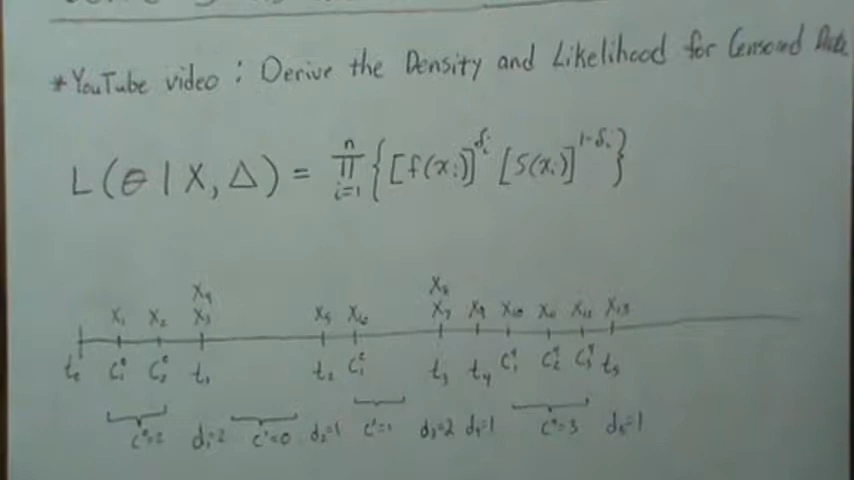 * YouTube video : Derive the Density and Likelihood for Censored Data
L(θ | X, Δ) = ∏ᵢ₌₁ⁿ {[f(xᵢ)]^δᵢ [S(xᵢ)]^1-δᵢ}
X₄ X₈
X₁ X₂ X₃ X₅ X₆ X₇ X₉ X₁₀ X₁₁ X₁₂ X₁₃
t₀ C₁⁰ C₂⁰ t₁ t₂ C₁² t₃ t₄ C₁⁴ C₂⁴ C₃⁴ t₅
C⁰=2 d₁=2 C¹=0 d₂=1 C²=1 d₃=2 d₄=1 C⁴=3 d₅=1